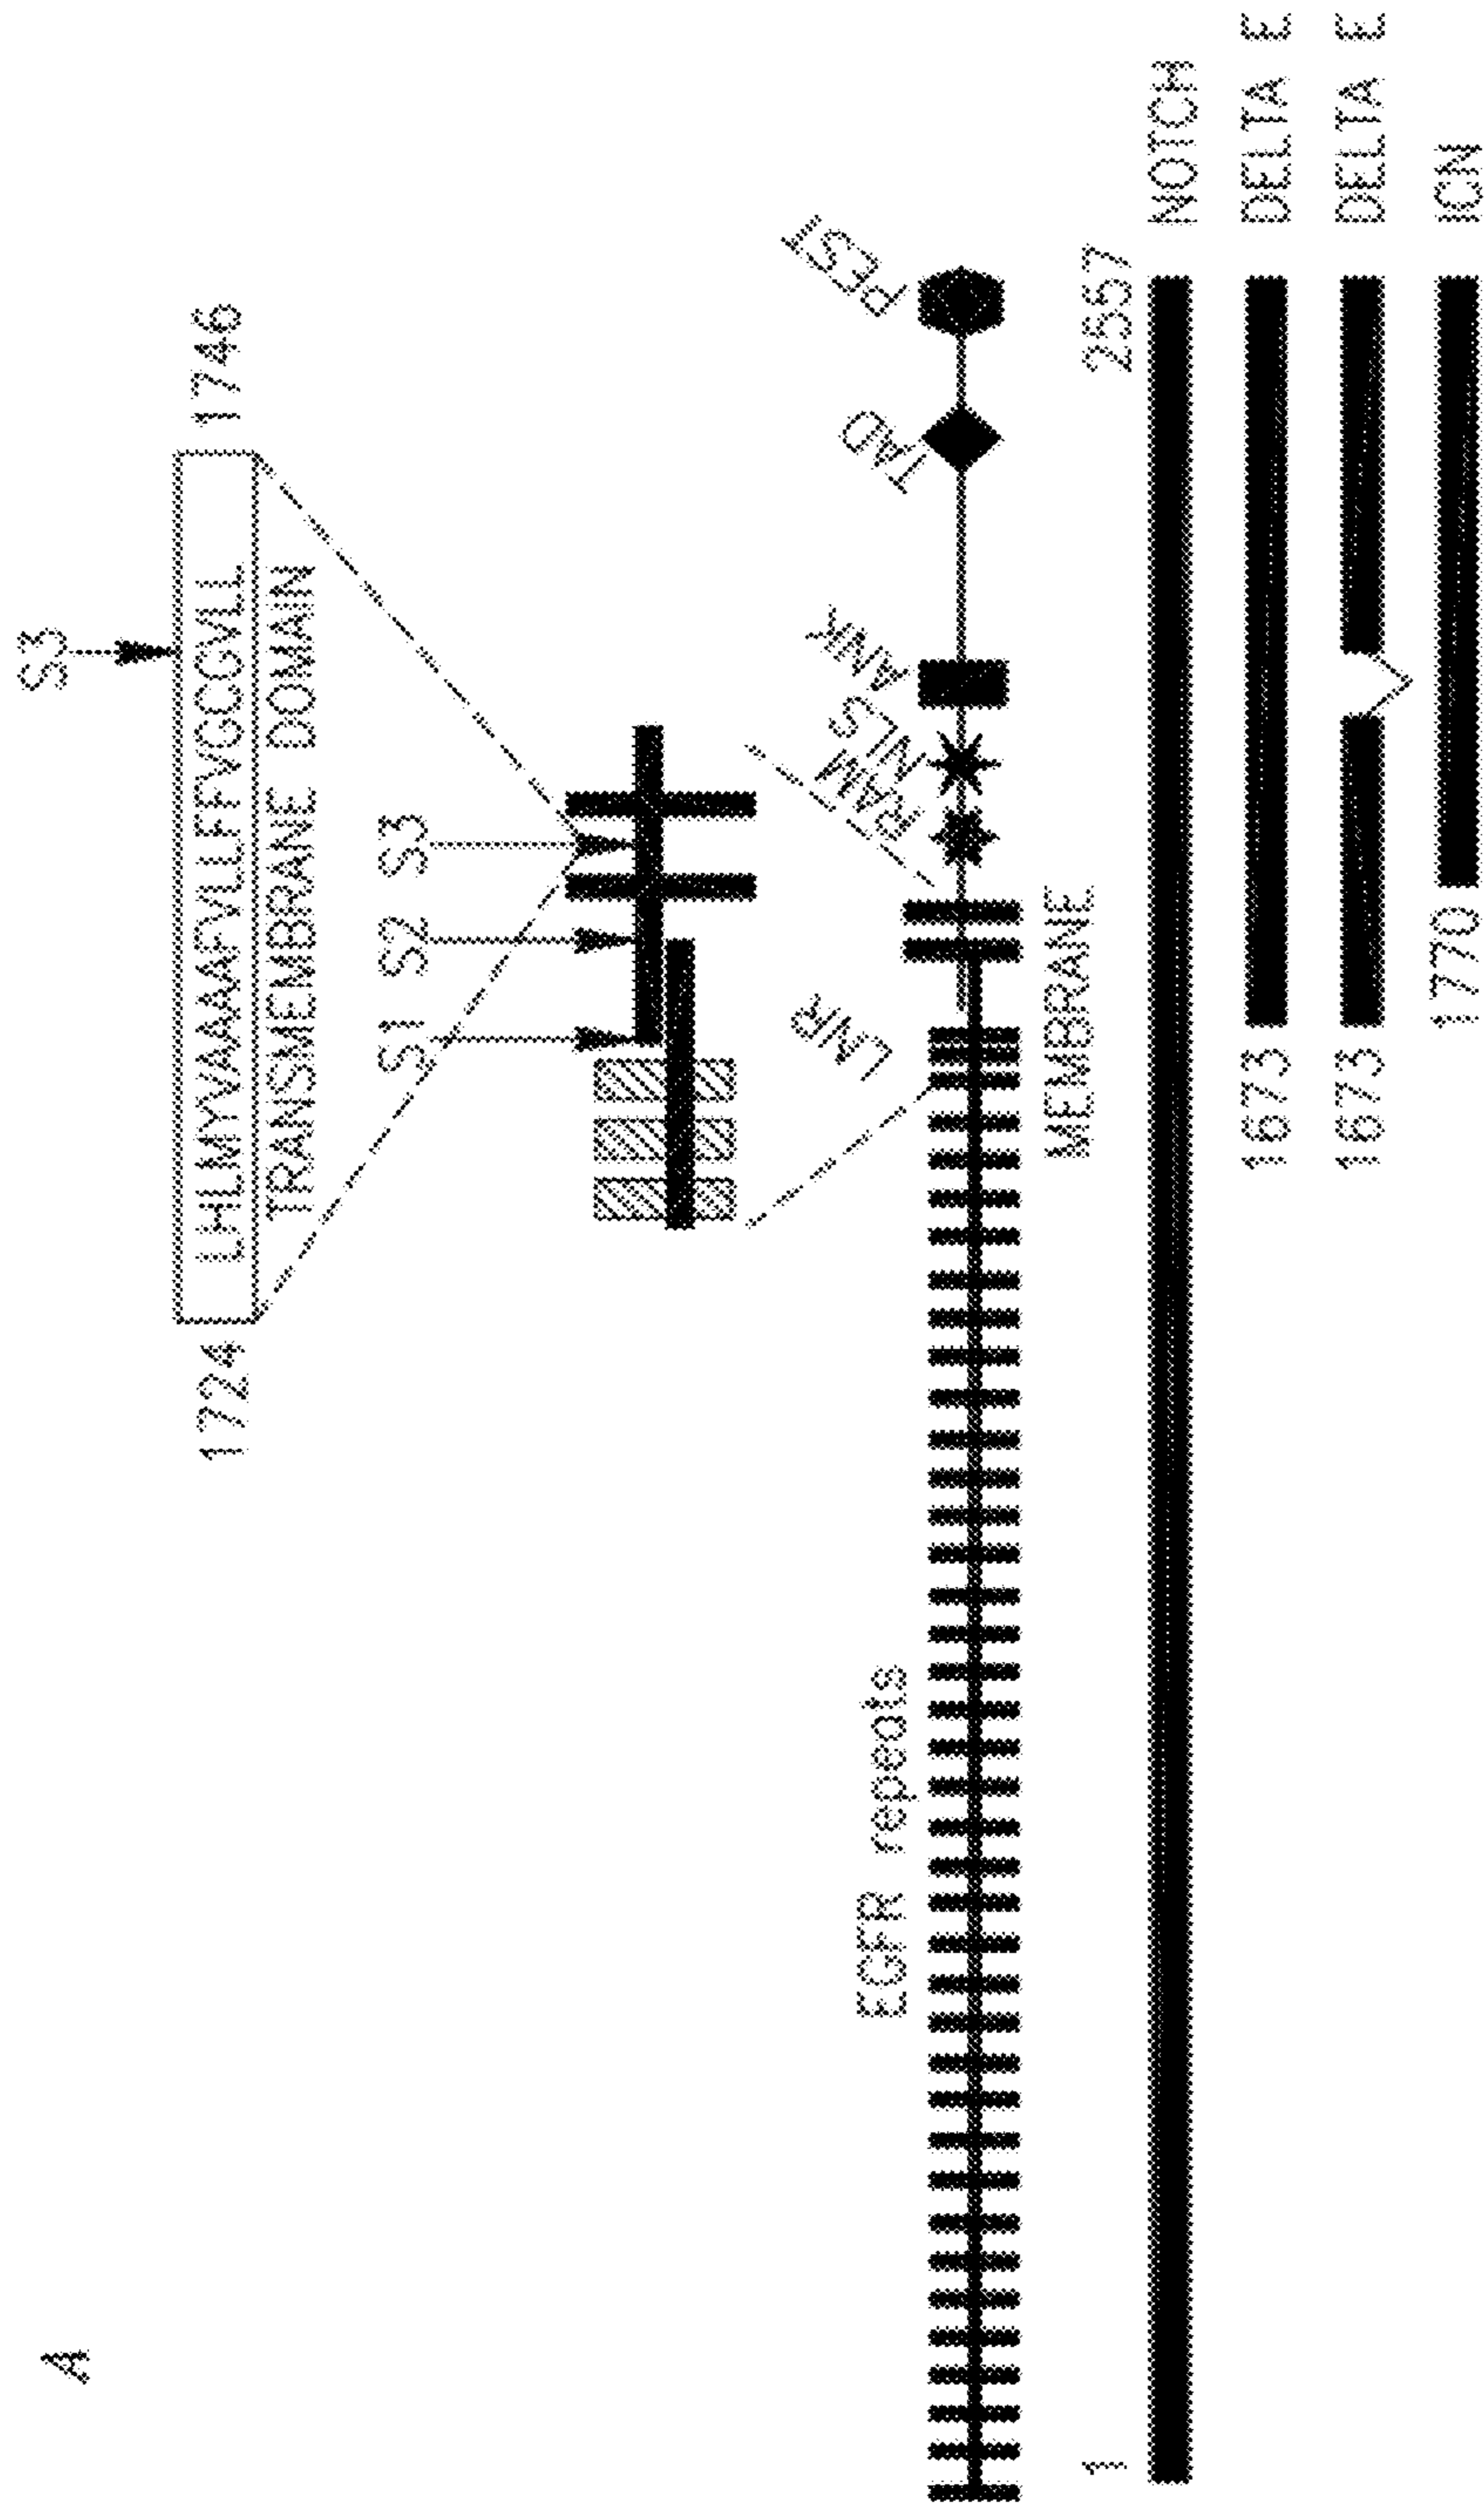 A
S3
1724 LHLMYVAAAAFVLLFFVGCGVLL 1746
TRANSMEMBRANE DOMAIN
S1 S2 S3
EGFR repeats
LNR
RAM
NLS
ANK
TAD
PEST
MEMBRANE
1
2557
NOTCH
1673
DELTA E
1673
DELTA E
1770
ICN